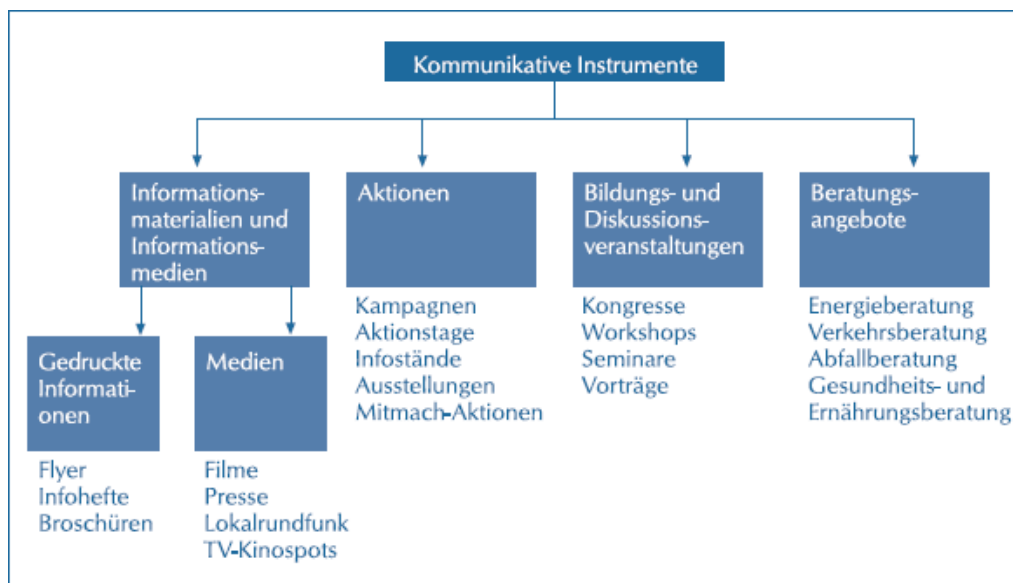 Kommunikative Instrumente
Informations-
materialien und
Informations-
medien
Gedruckte
Informati-
onen
Flyer
Infohefte
Broschüren
Medien
Filme
Presse
Lokalrundfunk
TV-Kinospots
Aktionen
Kampagnen
Aktionstage
Infostände
Ausstellungen
Mitmach-Aktionen
Bildungs- und
Diskussions-
veranstaltungen
Kongresse
Workshops
Seminare
Vorträge
Beratungs-
angebote
Energieberatung
Verkehrsberatung
Abfallberatung
Gesundheits- und
Ernährungsberatung